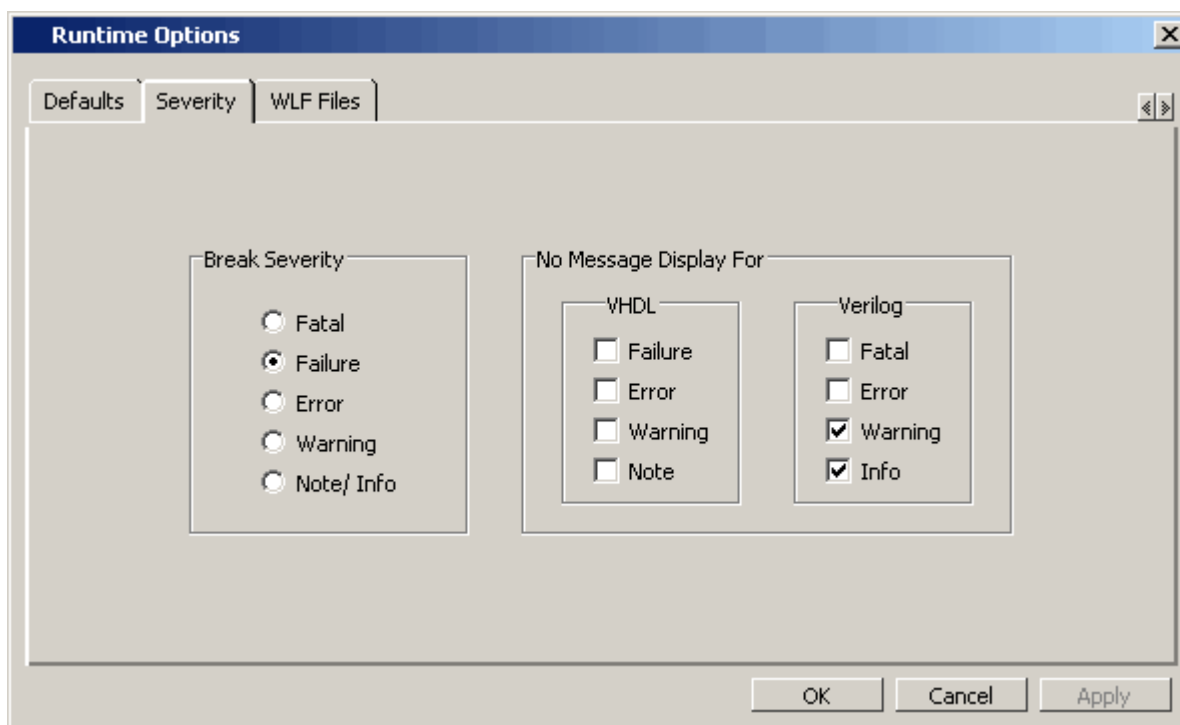 Runtime Options
Defaults
Severity
WLF Files
Break Severity
Fatal
Failure
Error
Warning
Note/ Info
No Message Display For
VHDL
Failure
Error
Warning
Note
Verilog
Fatal
Error
Warning
Info
OK
Cancel
Apply